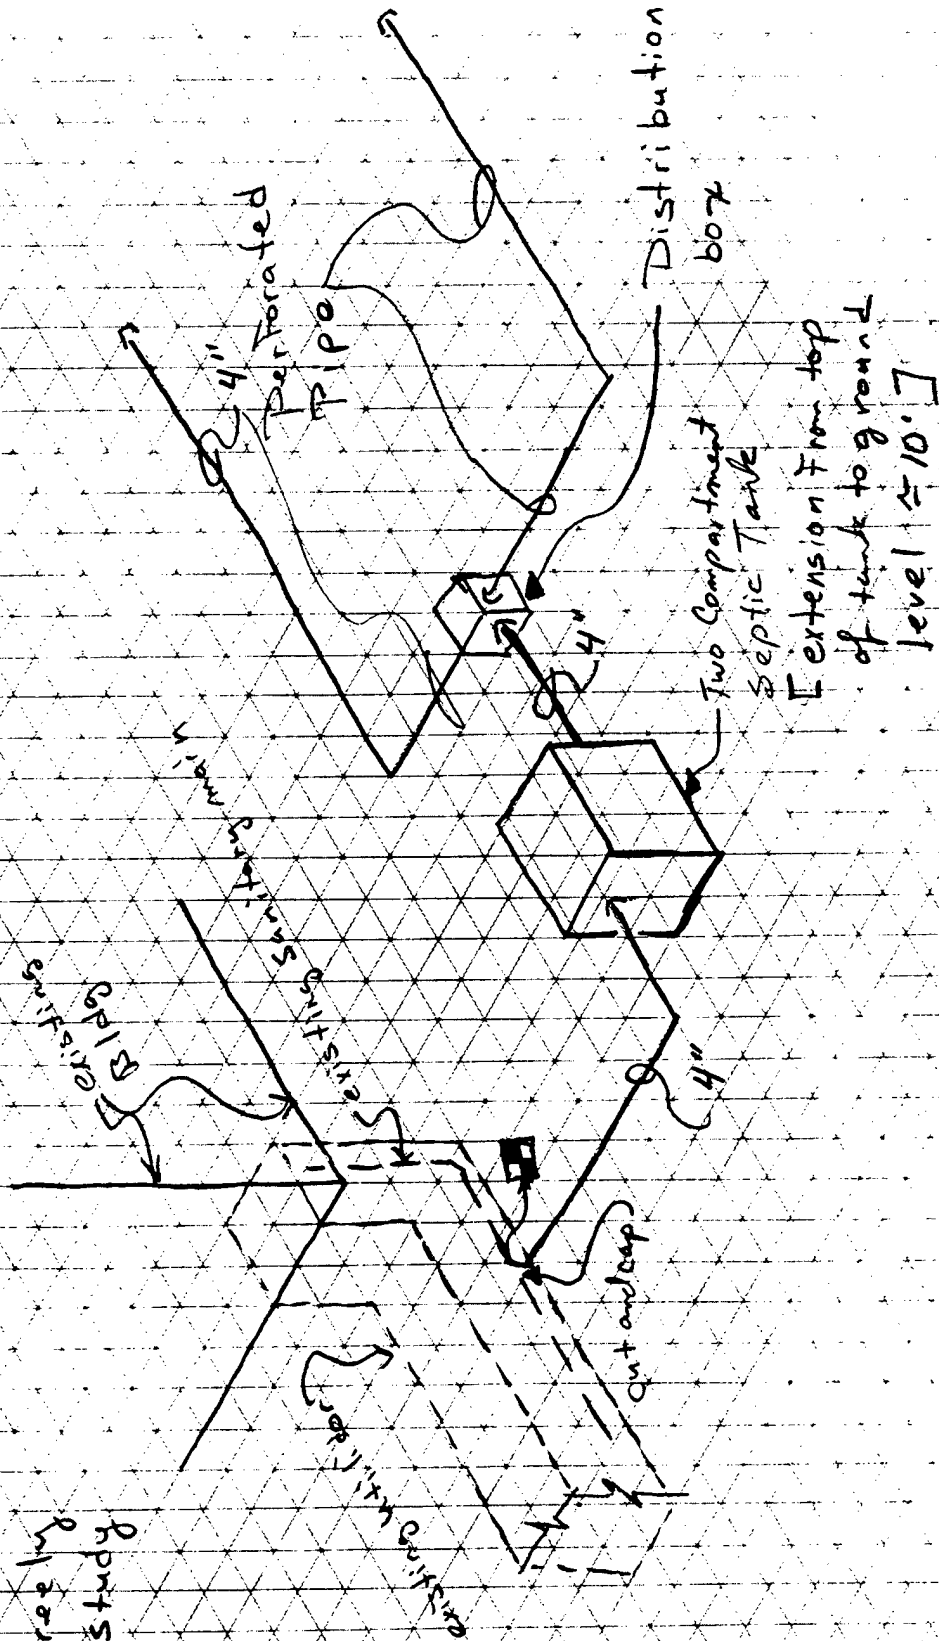 study
existing
Bldg
existing sanitary main
4"
Perforated
Pipe
Distribution
box
4"
Two Compartment
Septic Tank
[extension from top
of tank to ground
level ≈ 10']
4"
cut and cap
existing